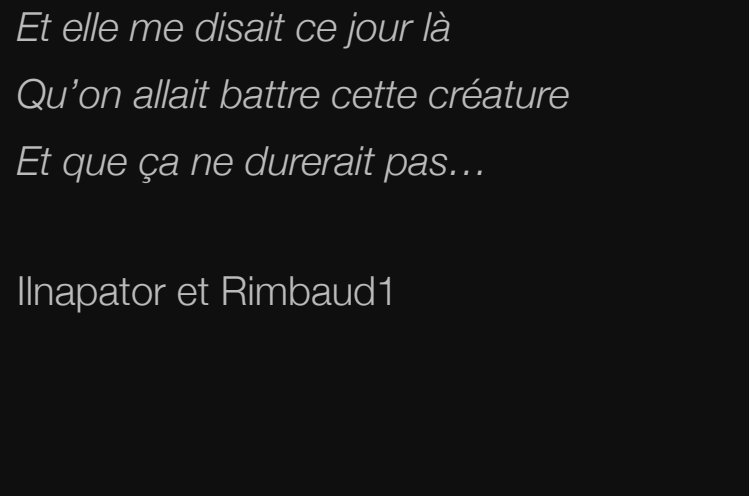 Et elle me disait ce jour là
Qu’on allait battre cette créature
Et que ça ne durerait pas…
Ilnapator et Rimbaud1